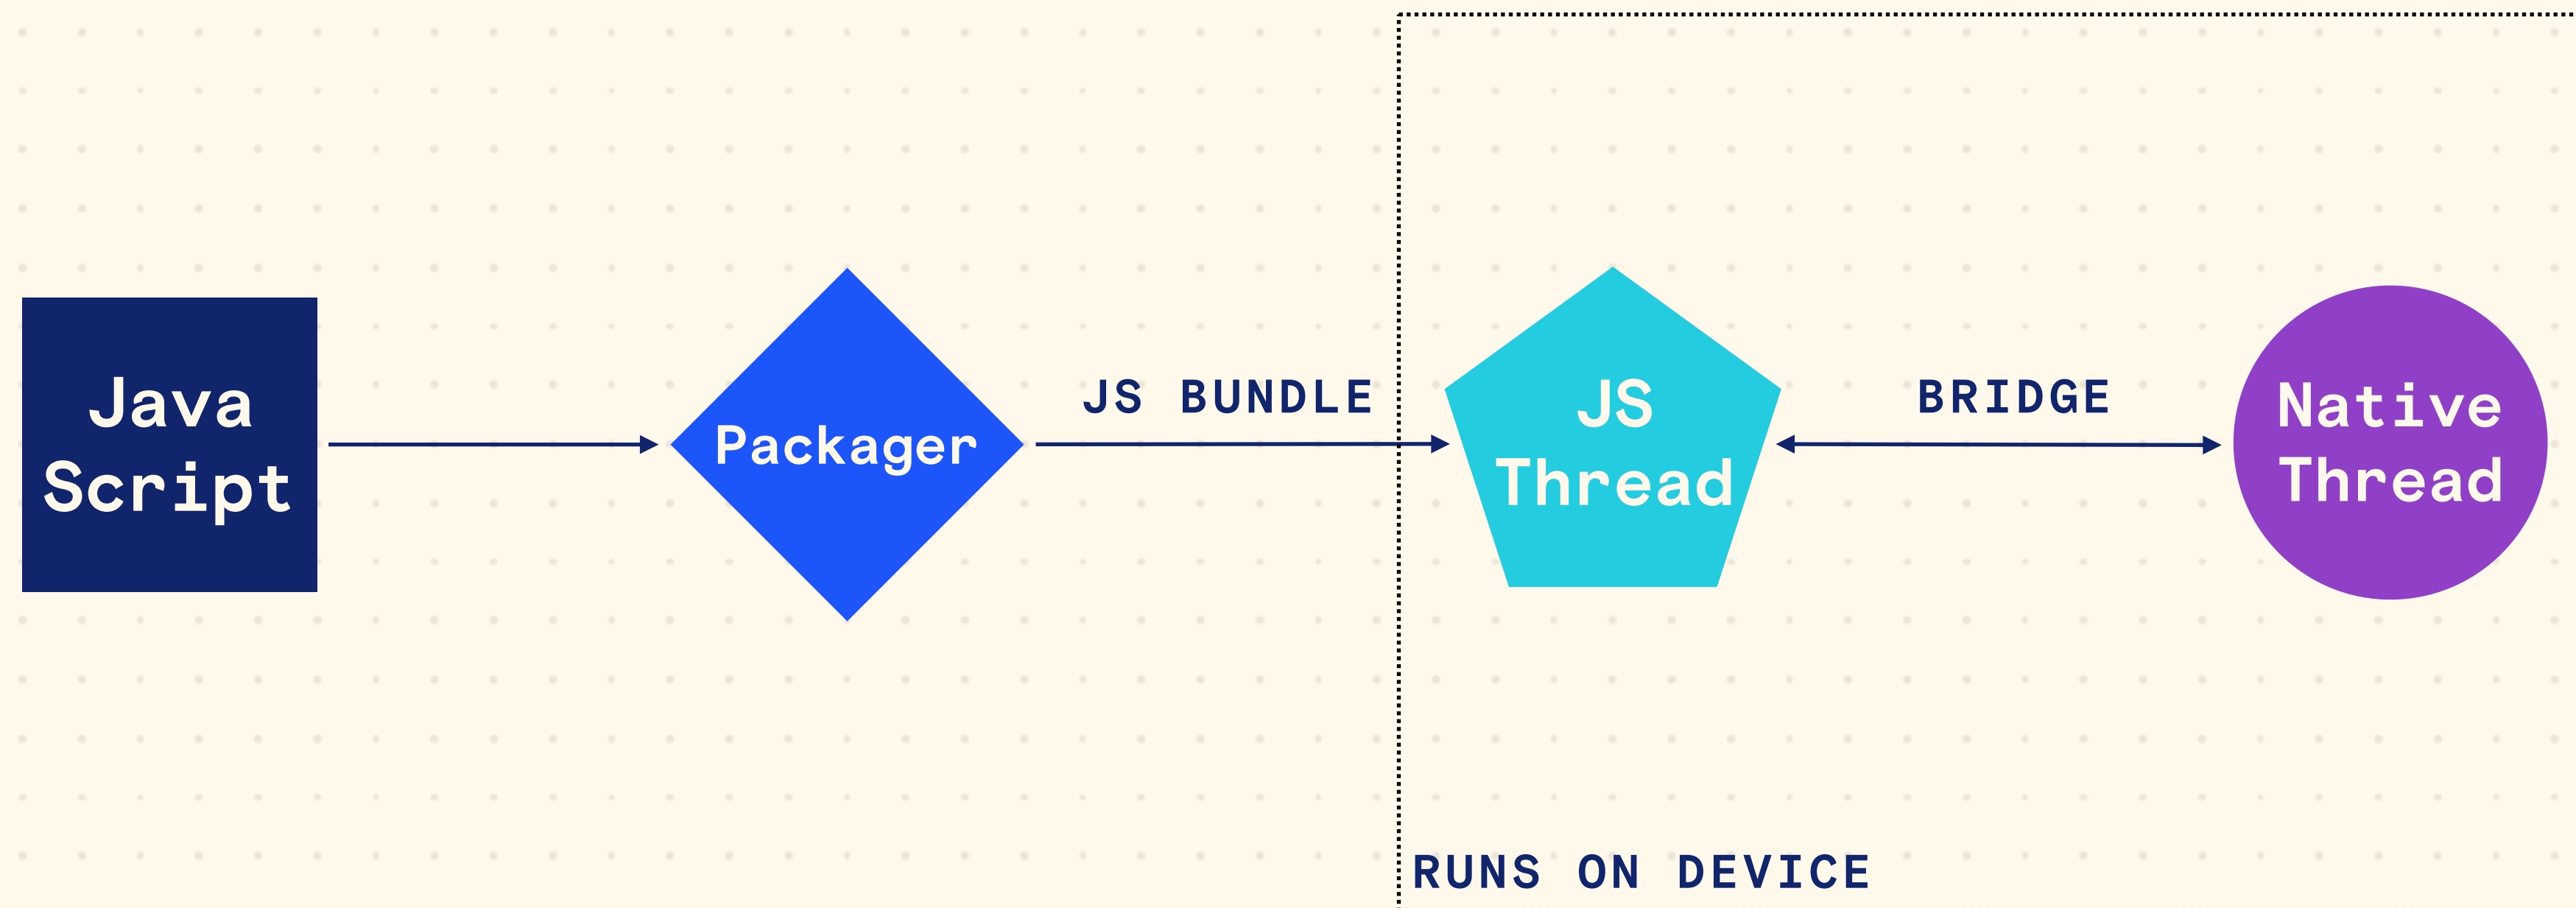 Java
Script
Packager
JS BUNDLE
JS
Thread
BRIDGE
Native
Thread
RUNS ON DEVICE